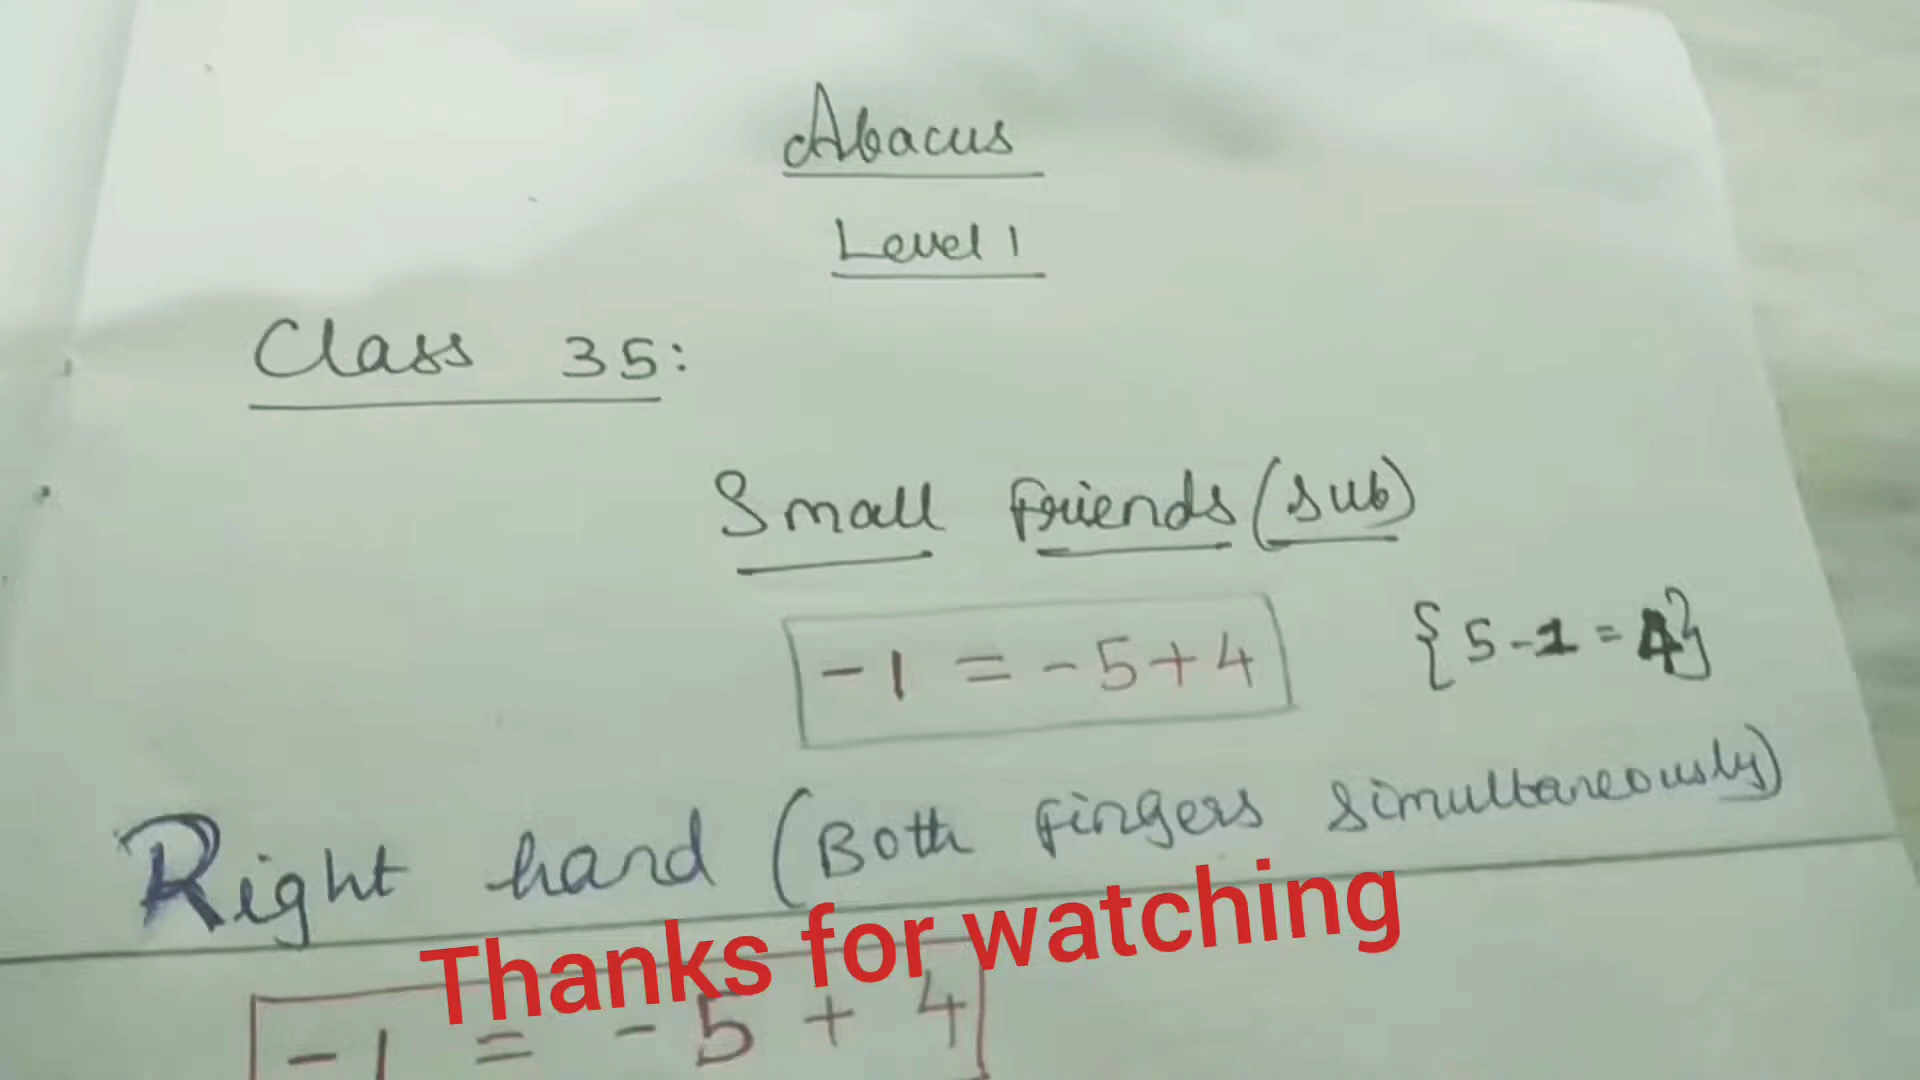 Abacus
Level 1
Class 35:
Small Friends (sub)
-1 = -5+4 {5-1=4}
Right hand (Both fingers simultaneously)
Thanks for watching
-1 = -5 + 4